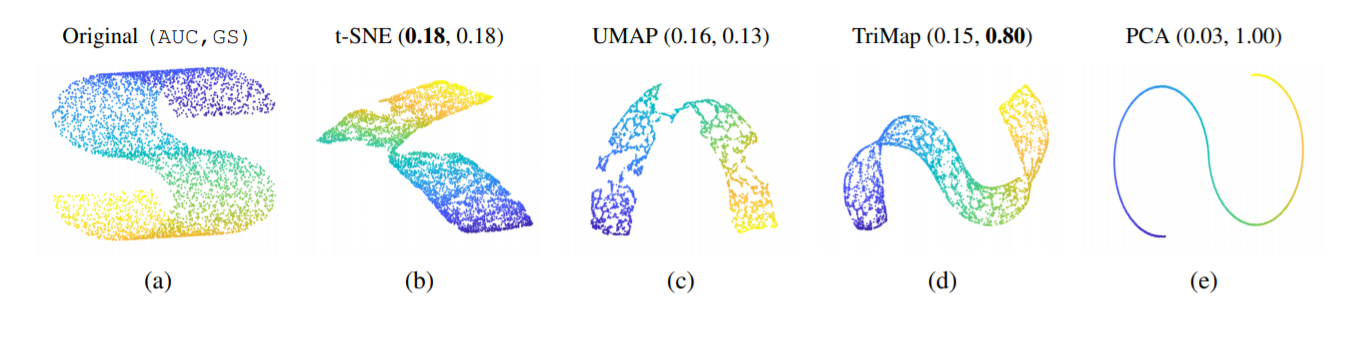 Original (AUC,GS) t-SNE (0.18, 0.18) UMAP (0.16, 0.13) TriMap (0.15, 0.80) PCA (0.03, 1.00)
(a) (b) (c) (d) (e)